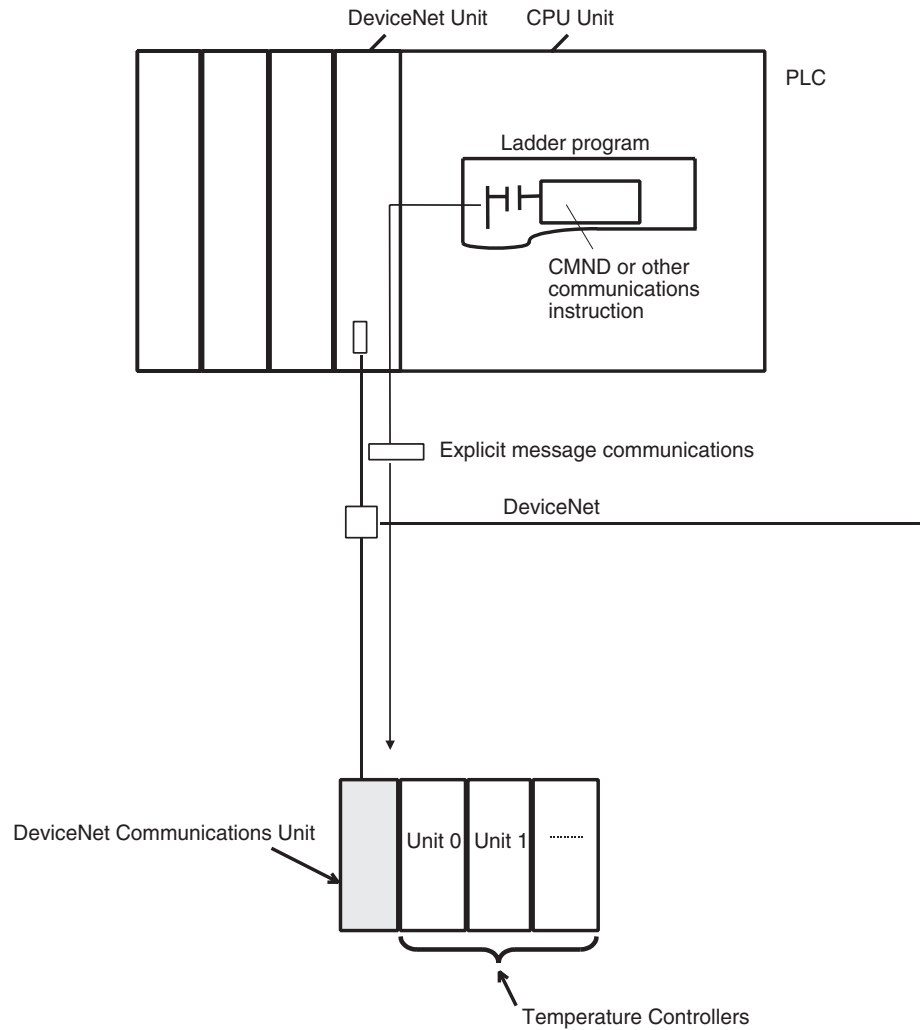 DeviceNet Unit
CPU Unit
PLC
Ladder program
CMND or other
communications
instruction
Explicit message communications
DeviceNet
DeviceNet Communications Unit
Unit 0
Unit 1
Temperature Controllers